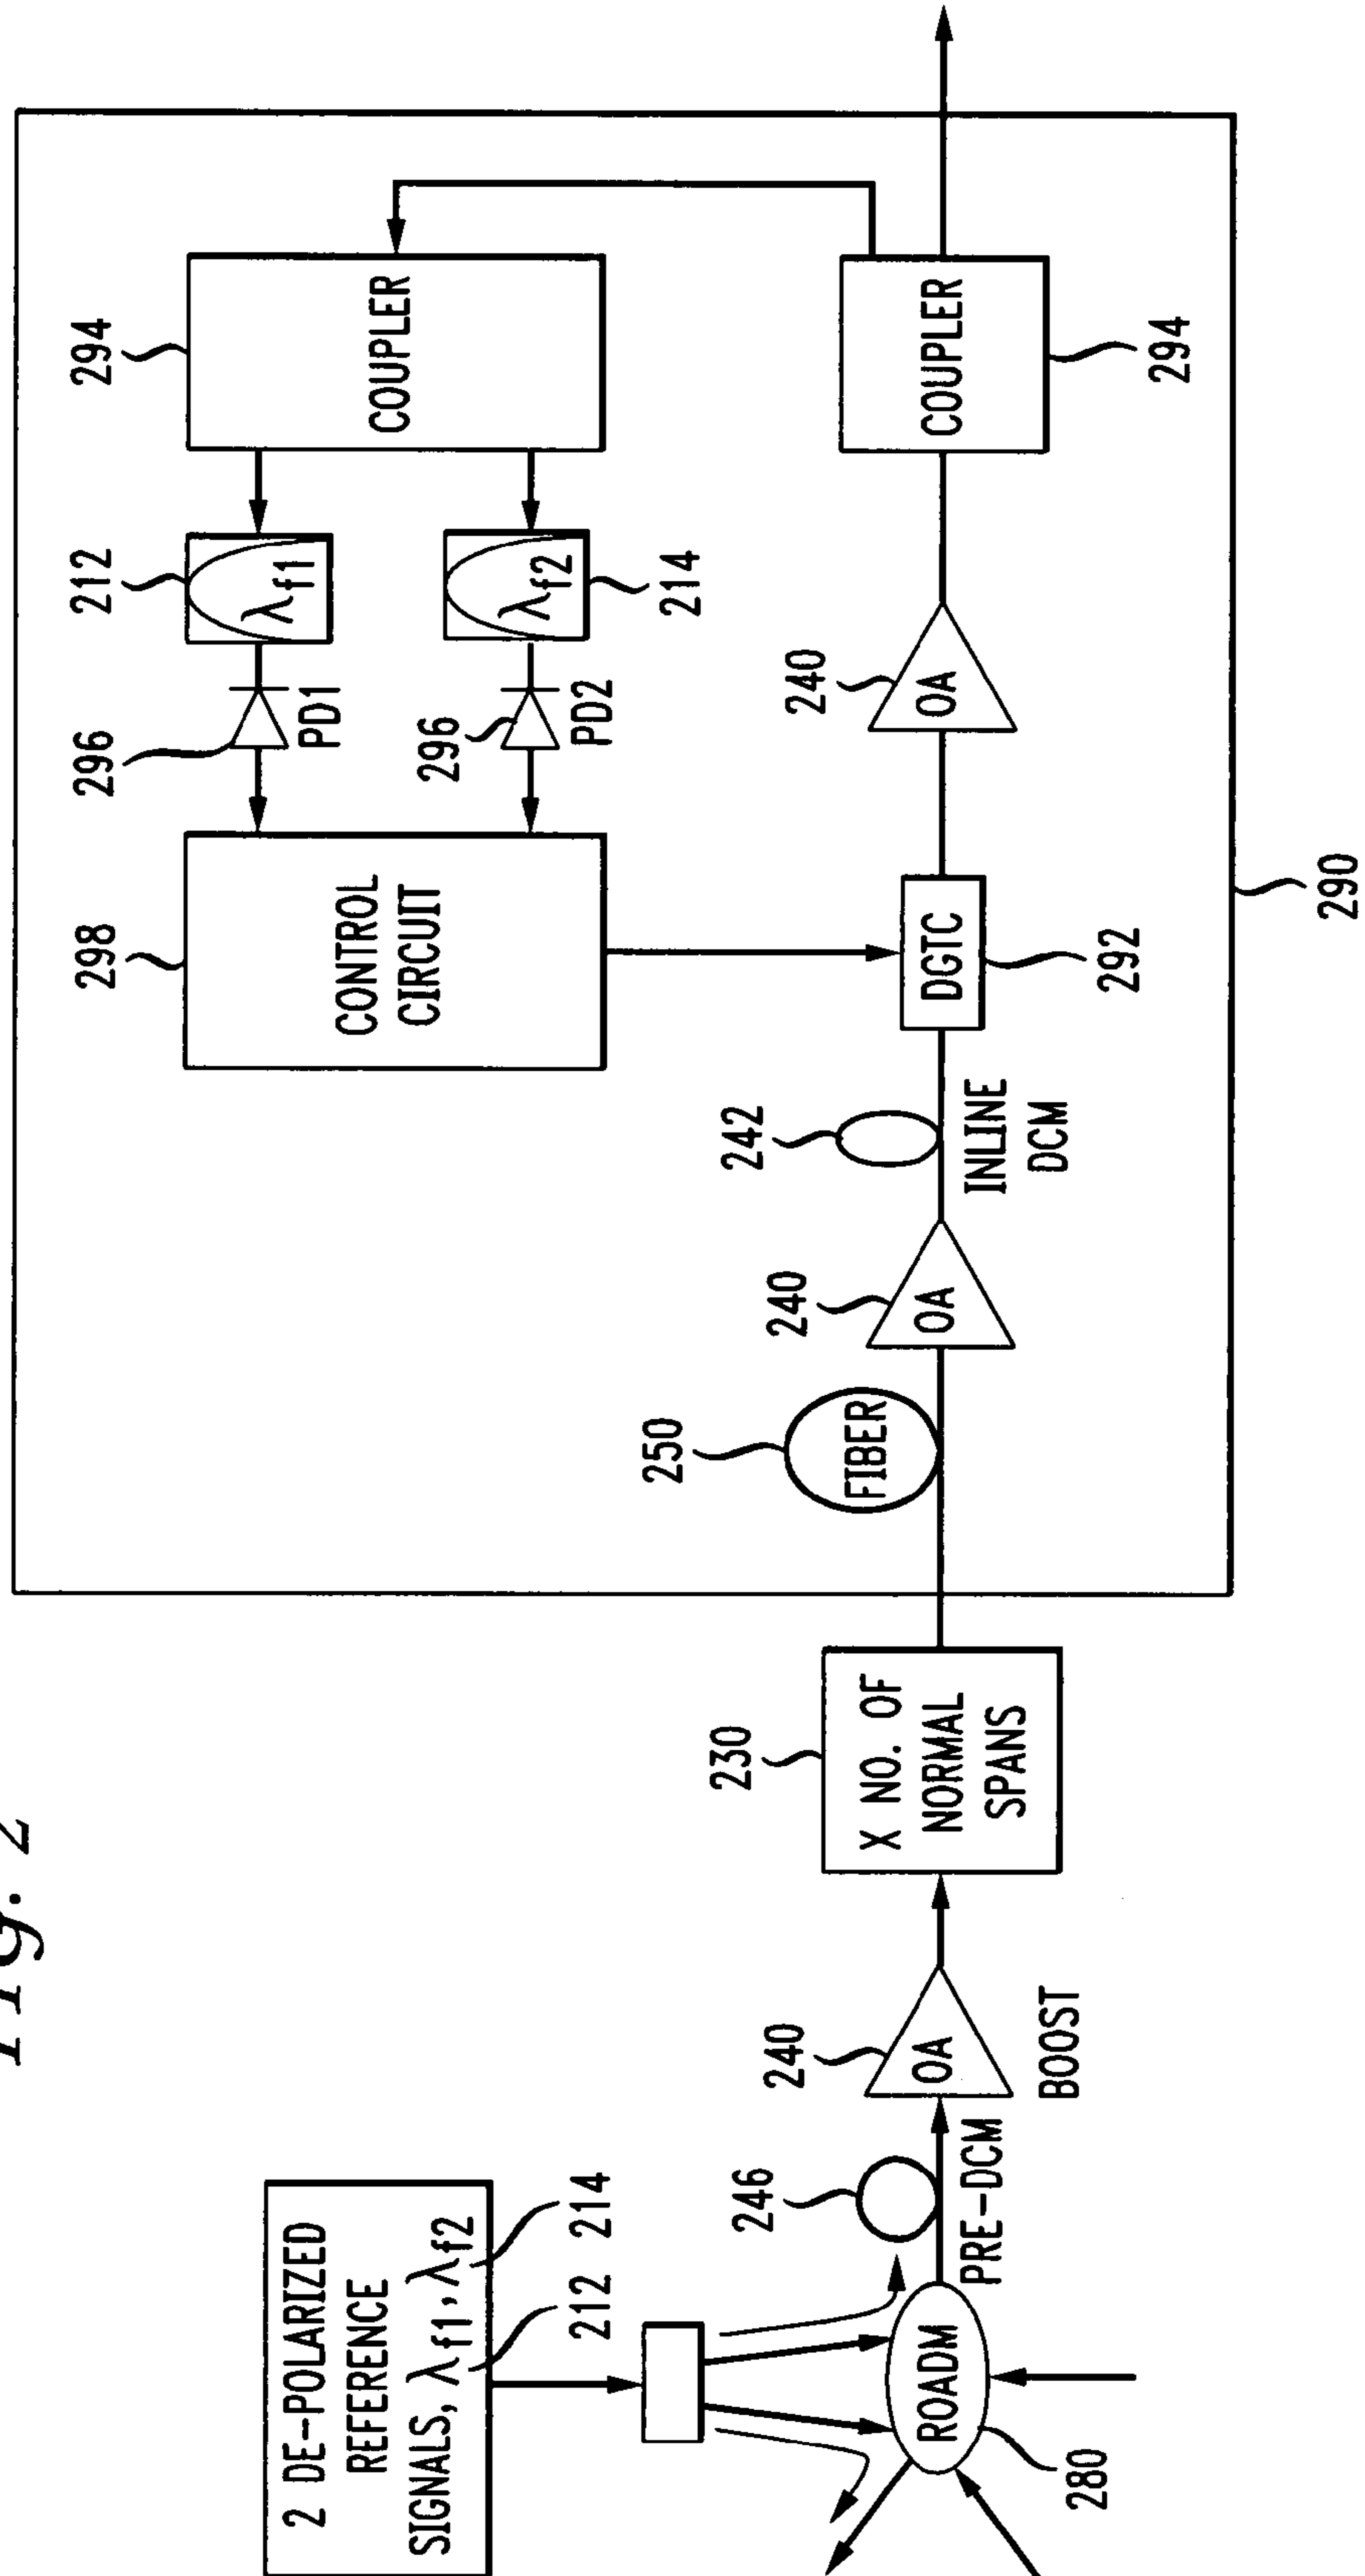 Fig. 2
2 DE-POLARIZED
REFERENCE
SIGNALS, λf1, λf2
212
214
ROADM
280
246
PRE-DCM
240
OA
BOOST
230
X NO. OF
NORMAL
SPANS
250
FIBER
240
OA
242
INLINE
DCM
298
CONTROL
CIRCUIT
DGTC
292
296
PD1
296
PD2
212
λf1
λf2
214
240
OA
294
COUPLER
COUPLER
294
290